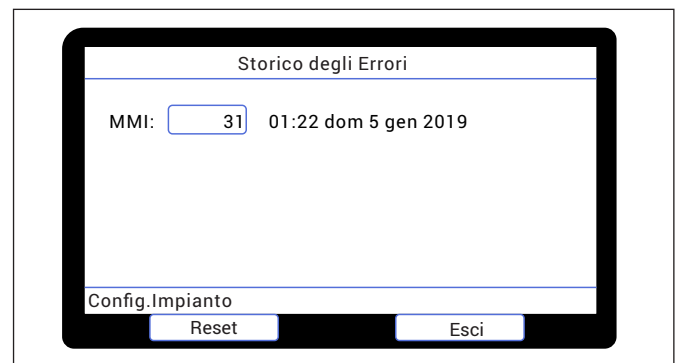 Storico degli Errori
MMI: 31 01:22 dom 5 gen 2019
Config.Impianto
Reset Esci